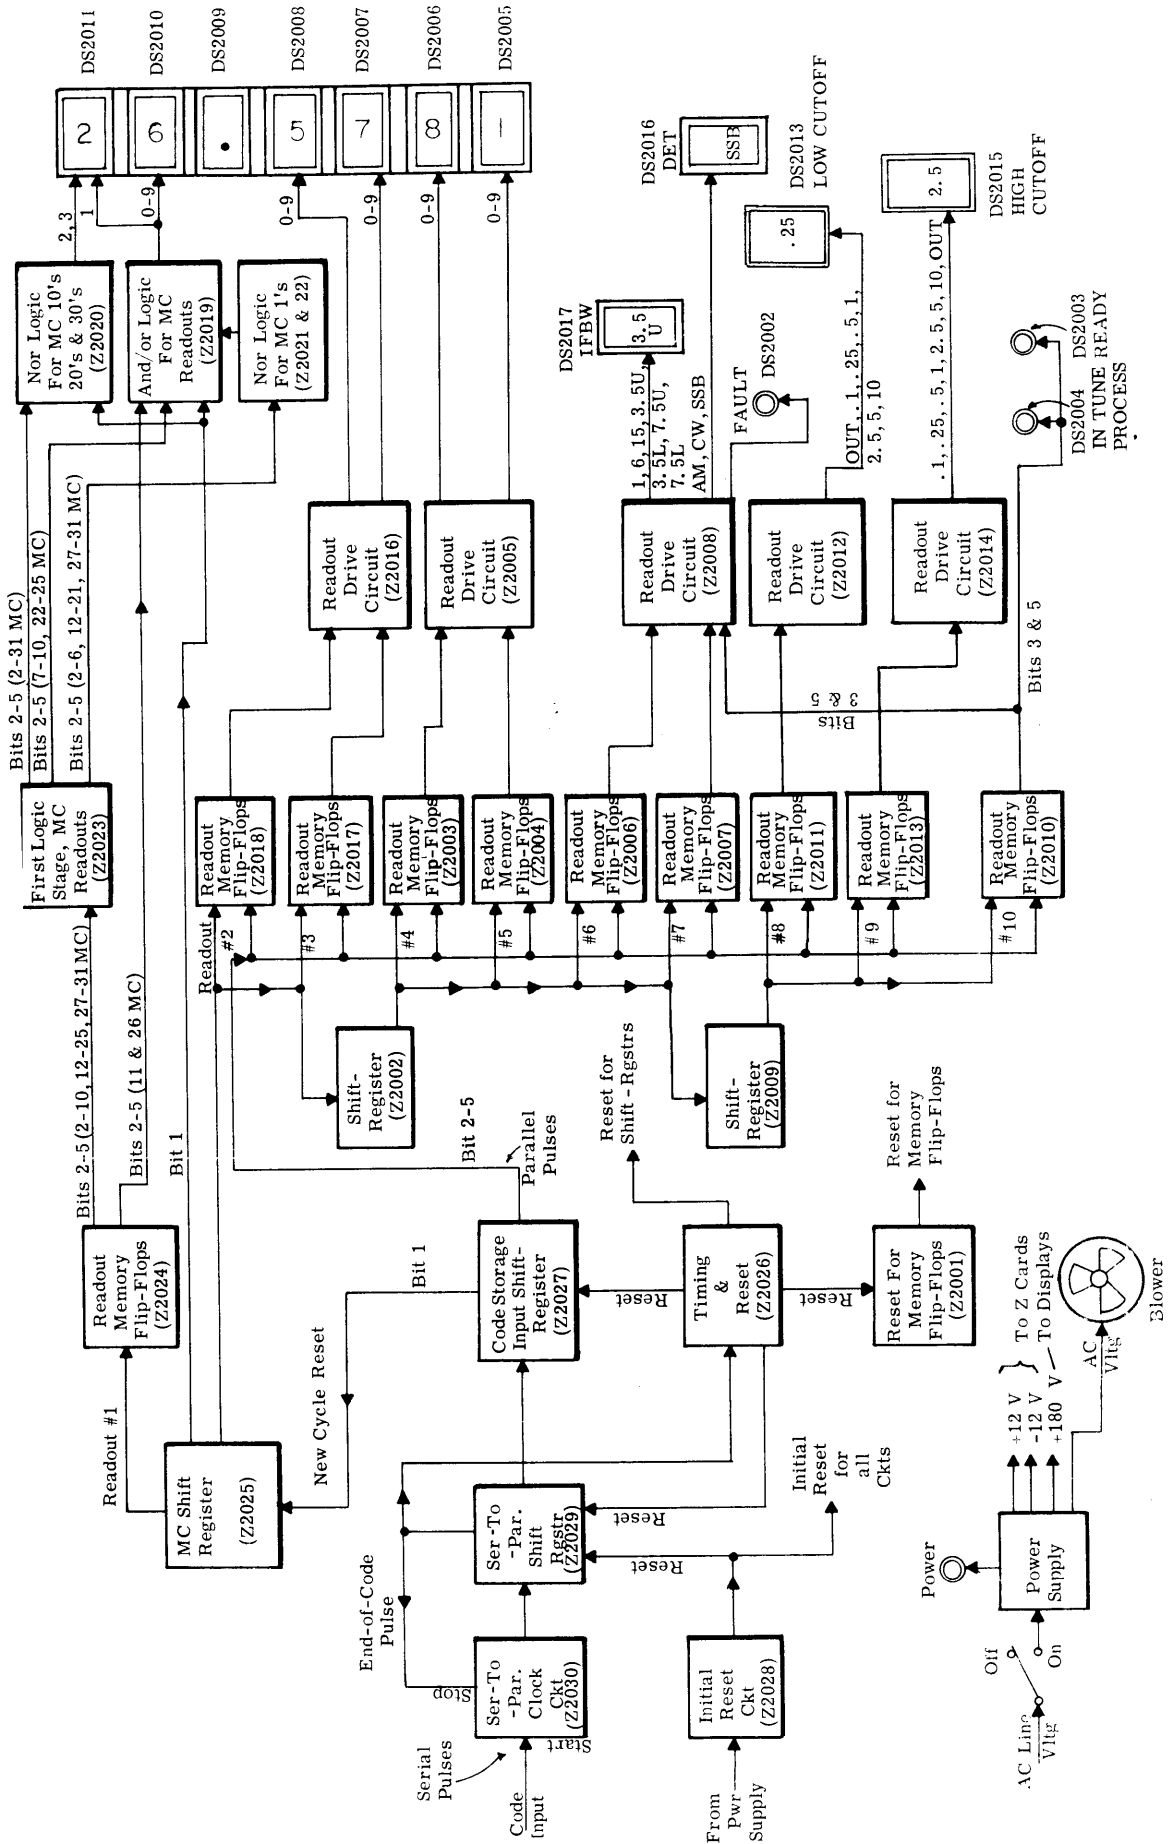 DS2011
DS2010
DS2009
DS2008
DS2007
DS2006
DS2005
2
6
.
5
7
8
2, 3
1
0-9
0-9
0-9
0-9
0-9
Nor Logic
For MC 10's
20's & 30's
(Z2020)
And/or Logic
For MC
Readouts
(Z2019)
Nor Logic
For MC 1's
(Z2021 & 22)
Bits 2-5 (2-31 MC)
Bits 2-5 (7-10, 22-25 MC)
Bits 2-5 (2-6, 12-21, 27-31 MC)
First Logic
Stage, MC
Readouts
(Z2023)
Bits 2-5 (2-10, 12-25, 27-31 MC)
Bits 2-5 (11 & 26 MC)
Bit 1
Readout
Memory
Flip-Flops
(Z2024)
Readout #1
MC Shift
Register
(Z2025)
New Cycle Reset
Readout
Drive
Circuit
(Z2016)
Readout
Drive
Circuit
(Z2005)
Readout
Drive
Circuit
(Z2008)
Readout
Drive
Circuit
(Z2012)
Readout
Drive
Circuit
(Z2014)
DS2017
IFBW
3.5
U
1, 6, 15, 3.5U,
3.5L, 7.5U,
7.5L
AM, CW, SSB
DS2016
DET
SSB
FAULT
DS2002
DS2013
LOW CUTOFF
.25
OUT, .1, .25, .5, 1,
2.5, 5, 10
DS2015
HIGH
CUTOFF
2.5
.1, .25, .5, 1, 2.5, 5, 10, OUT
DS2004
IN TUNE
PROCESS
DS2003
READY
Bits 3 & 5
Bits 3 & 5
Readout
#2
#3
#4
#5
#6
#7
#8
#9
#10
Readout
Memory
Flip-Flops
(Z2018)
Readout
Memory
Flip-Flops
(Z2017)
Readout
Memory
Flip-Flops
(Z2003)
Readout
Memory
Flip-Flops
(Z2004)
Readout
Memory
Flip-Flops
(Z2006)
Readout
Memory
Flip-Flops
(Z2007)
Readout
Memory
Flip-Flops
(Z2011)
Readout
Memory
Flip-Flops
(Z2013)
Readout
Memory
Flip-Flops
(Z2010)
Shift-
Register
(Z2002)
Shift-
Register
(Z2009)
Bit 2-5
Parallel
Pulses
Bit 1
Code Storage
Input Shift-
Register
(Z2027)
Reset for
Shift-Rgstrs
Timing
&
Reset
(Z2026)
Reset
Reset
Reset For
Memory
Flip-Flops
(Z2001)
Reset for
Memory
Flip-Flops
End-of-Code
Pulse
Ser-To
-Par.
Shift
Rgstr
(Z2029)
Reset
Reset
Initial
Reset
for
all
Ckts
Stop
Ser-To
-Par.
Clock
Ckt
(Z2030)
Start
Serial
Pulses
Code
Input
Initial
Reset
Ckt
(Z2028)
From
Pwr
Supply
Power
Power
Supply
Off
On
AC Line
Vltg
+12 V
-12 V
+180 V
To Z Cards
To Displays
AC
Vltg
Blower